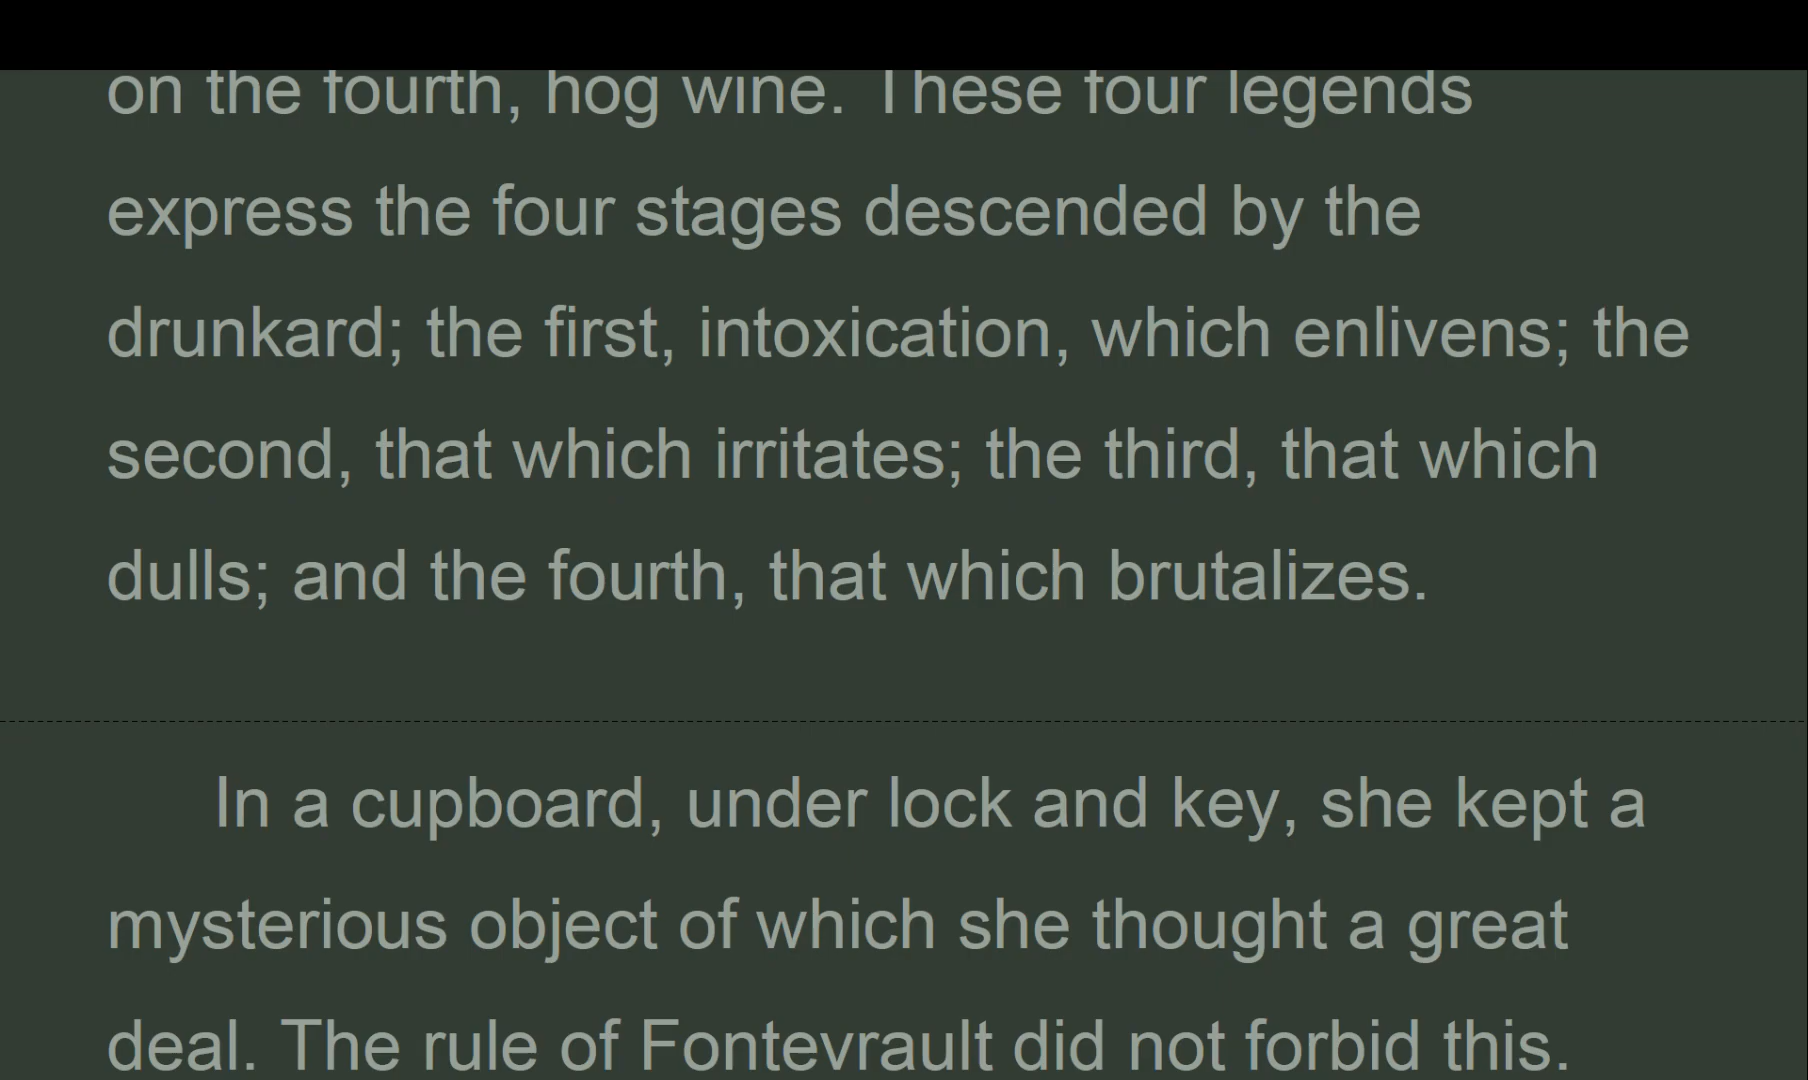 on the fourth, hog wine. These four legends
express the four stages descended by the
drunkard; the first, intoxication, which enlivens; the
second, that which irritates; the third, that which
dulls; and the fourth, that which brutalizes.
In a cupboard, under lock and key, she kept a
mysterious object of which she thought a great
deal. The rule of Fontevrault did not forbid this.